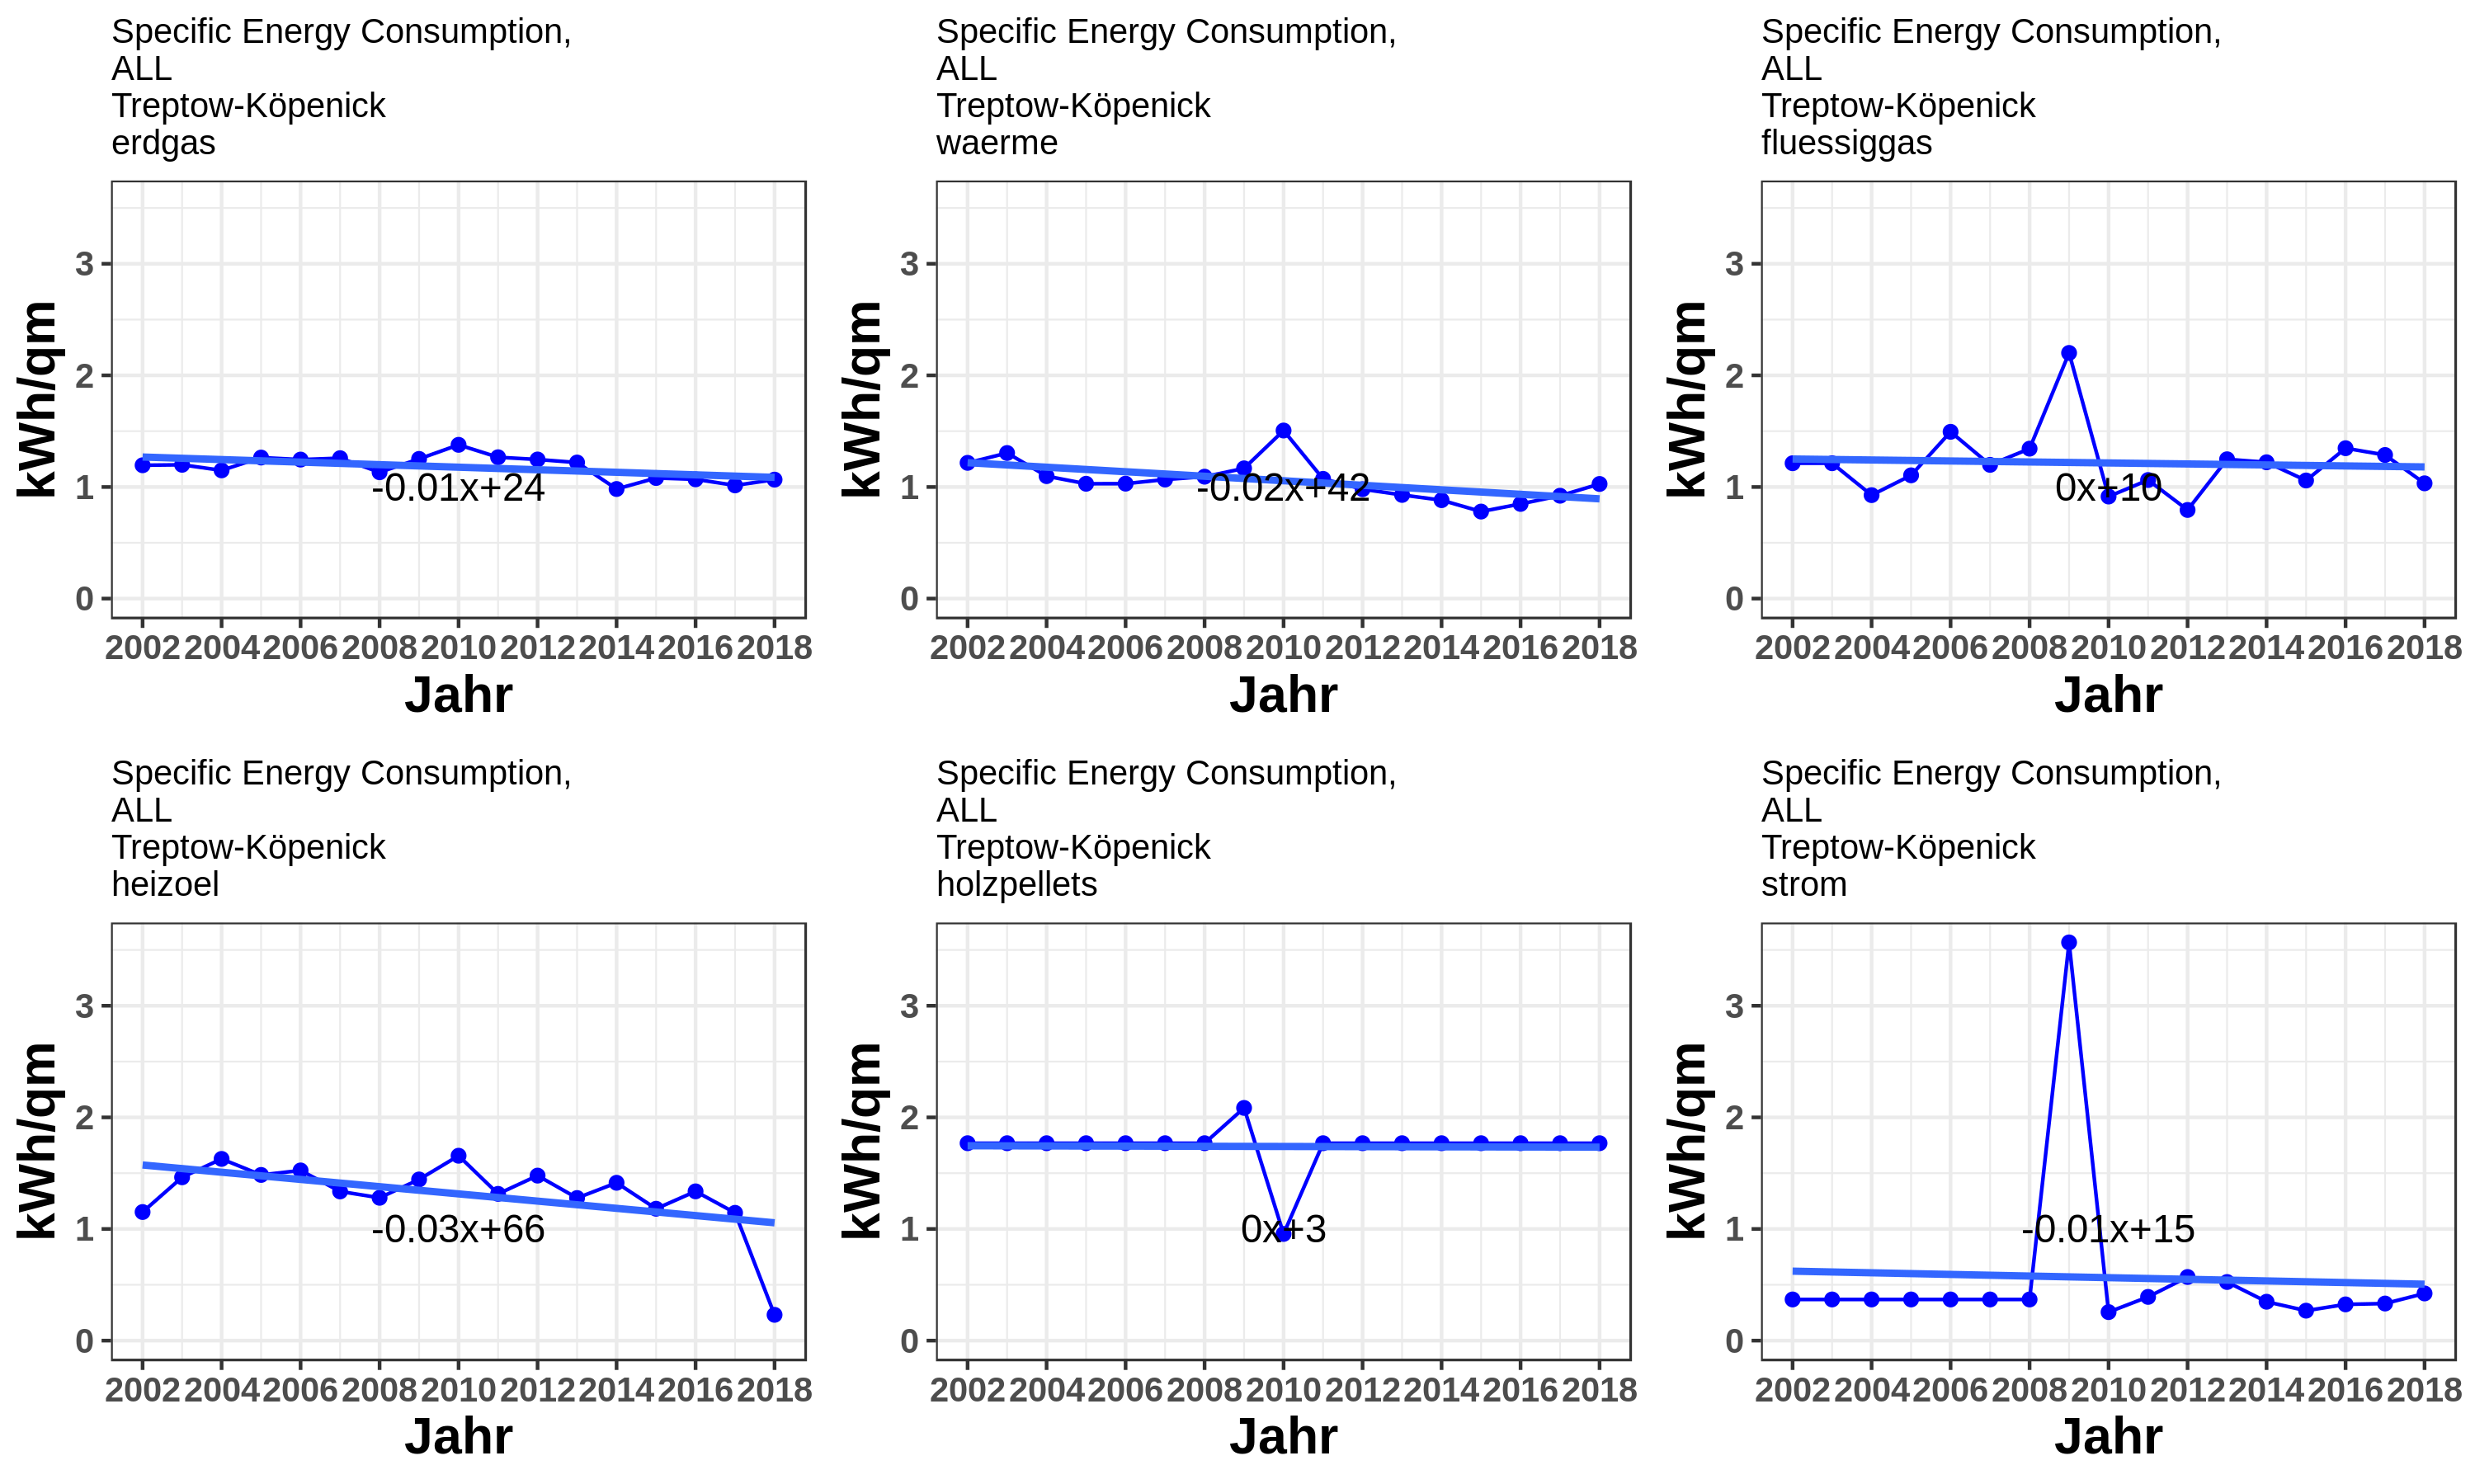 Specific Energy Consumption,
ALL
Treptow-Köpenick
erdgas
3
2
1
0
kWh/qm
-0.01x+24
2002 2004 2006 2008 2010 2012 2014 2016 2018
Jahr
Specific Energy Consumption,
ALL
Treptow-Köpenick
waerme
3
2
1
0
kWh/qm
-0.02x+42
2002 2004 2006 2008 2010 2012 2014 2016 2018
Jahr
Specific Energy Consumption,
ALL
Treptow-Köpenick
fluessiggas
3
2
1
0
kWh/qm
0x+10
2002 2004 2006 2008 2010 2012 2014 2016 2018
Jahr
Specific Energy Consumption,
ALL
Treptow-Köpenick
heizoel
3
2
1
0
kWh/qm
-0.03x+66
2002 2004 2006 2008 2010 2012 2014 2016 2018
Jahr
Specific Energy Consumption,
ALL
Treptow-Köpenick
holzpellets
3
2
1
0
kWh/qm
0x+3
2002 2004 2006 2008 2010 2012 2014 2016 2018
Jahr
Specific Energy Consumption,
ALL
Treptow-Köpenick
strom
3
2
1
0
kWh/qm
-0.01x+15
2002 2004 2006 2008 2010 2012 2014 2016 2018
Jahr